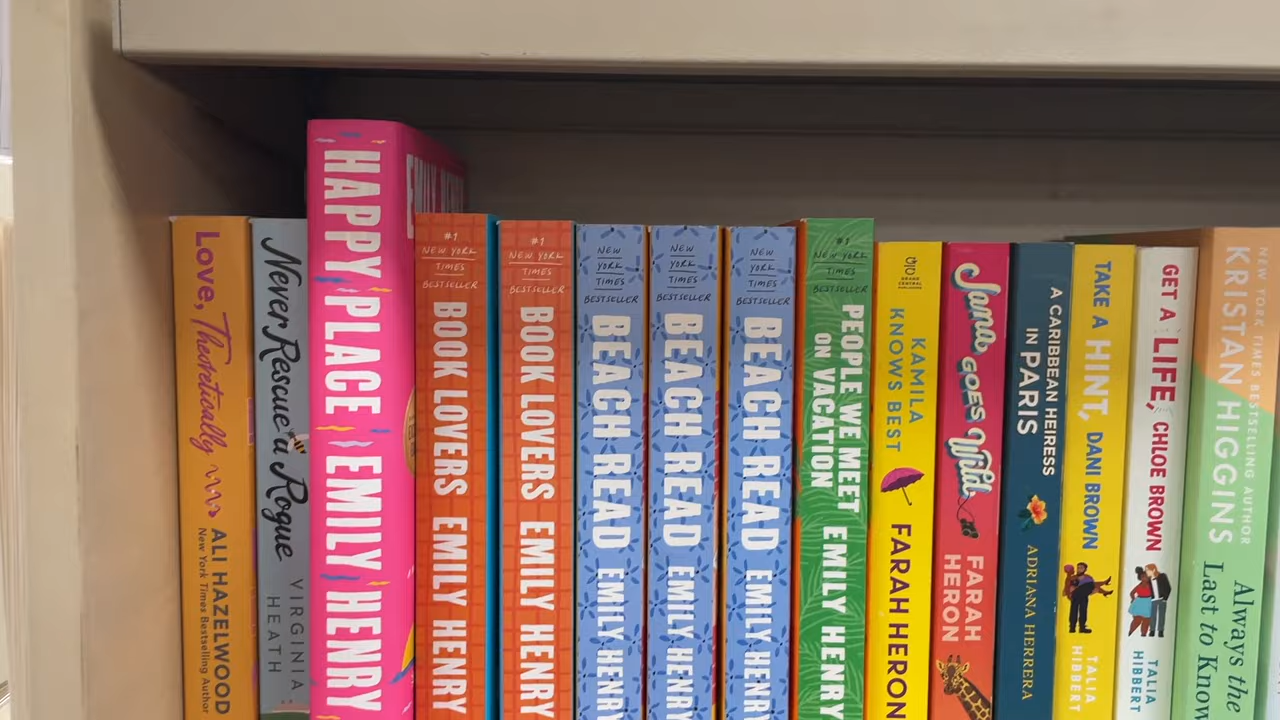 Love, Theoretically
ALI HAZELWOOD
New York Times Bestselling Author
Never Rescue a Rogue
VIRGINIA
HEATH
HAPPY PLACE
EMILY HENRY
EMILY
#1
NEW YORK
TIMES
BESTSELLER
BOOK LOVERS
EMILY HENRY
#1
NEW YORK
TIMES
BESTSELLER
BOOK LOVERS
EMILY HENRY
NEW
YORK
TIMES
BESTSELLER
BEACH READ
EMILY HENRY
NEW
YORK
TIMES
BESTSELLER
BEACH READ
EMILY HENRY
NEW
YORK
TIMES
BESTSELLER
BEACH READ
EMILY HENRY
#1
NEW YORK
TIMES
BESTSELLER
PEOPLE WE MEET
ON VACATION
EMILY HENRY
KAMILA
KNOWS BEST
FARAH HERON
Jana GOES Wild
FARAH
HERON
A CARIBBEAN HEIRESS
IN PARIS
ADRIANA HERRERA
TAKE A HINT, DANI BROWN
TALIA
HIBBERT
GET A LIFE, CHLOE BROWN
TALIA
HIBBERT
NEW YORK TIMES BESTSELLING AUTHOR
KRISTAN HIGGINS
Always the
Last to Know